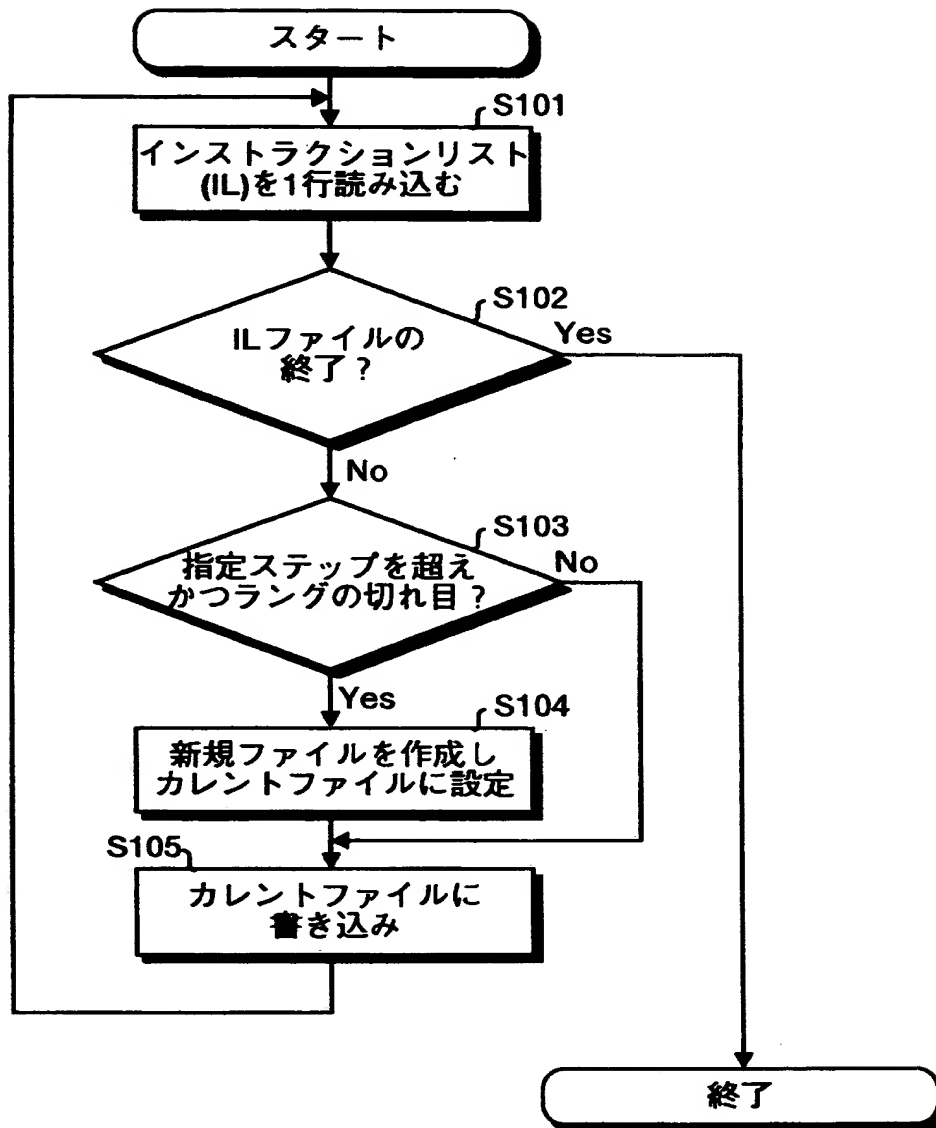 スタート
S101
インストラクションリスト
(IL)を1行読み込む
S102
ILファイルの
終了？
Yes
No
S103
指定ステップを超え
かつラングの切れ目？
No
Yes
S104
新規ファイルを作成し
カレントファイルに設定
S105
カレントファイルに
書き込み
終了